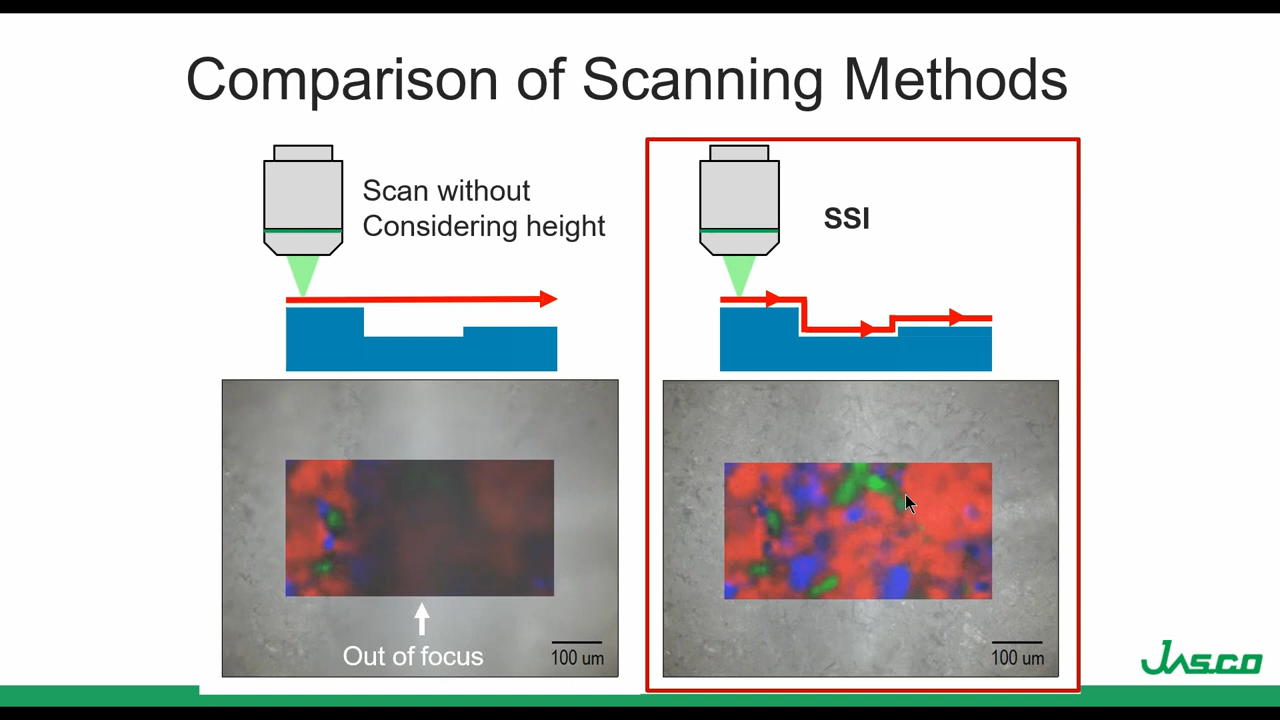 Comparison of Scanning Methods
Scan without
Considering height
SSI
Out of focus
100 um
100 um
JASCO